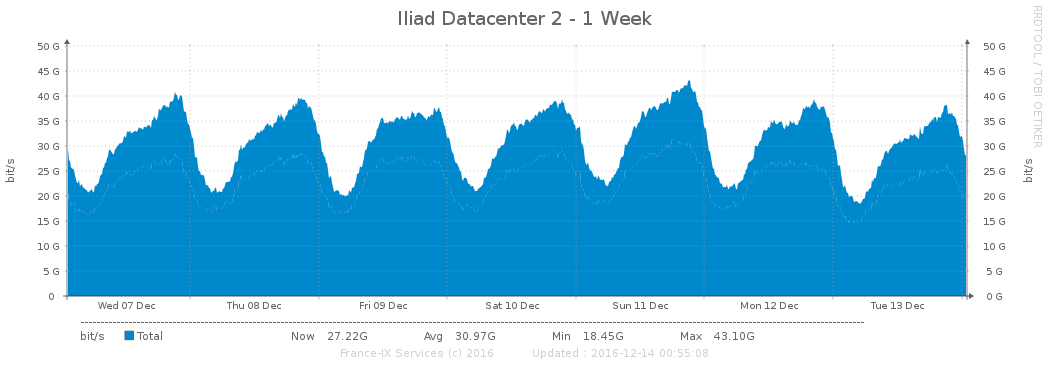 Iliad Datacenter 2 - 1 Week
RRDTOOL / TOBI OETIKER
bit/s
50 G
45 G
40 G
35 G
30 G
25 G
20 G
15 G
10 G
5 G
0
50 G
45 G
40 G
35 G
30 G
25 G
20 G
15 G
10 G
5 G
0 G
bit/s
Wed 07 Dec Thu 08 Dec Fri 09 Dec Sat 10 Dec Sun 11 Dec Mon 12 Dec Tue 13 Dec
bit/s Total Now 27.22G Avg 30.97G Min 18.45G Max 43.10G
France-IX Services (c) 2016 Updated : 2016-12-14 00:55:08